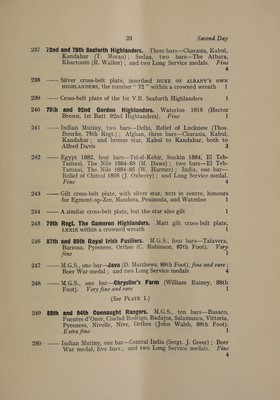 23 Second Day
237 72nd and 78th Seaforth Highlanders. Three bars—Charasia, Kabul,
Kandahar (T. Moran); Sudan, two bars—The Atbara,
Khartoum (R. Walker); and two Long Service medals. Fine
4
238 —— Silver cross-belt plate, inscribed DUKE OF ALBANY'S OWN
HIGHLANDERS, the number "72" within a crowned wreath 1
239 —— Cross-belt plate of the 1st V.B. Seaforth Highlanders 1
240 75th and 92nd Gordon Highlanders. Waterloo 1815 (Hector
Brown, 1st Batt. 92nd Highlanders). Fine 1
241 —— Indian Mutiny, two bars—Delhi, Relief of Lucknow (Thos.
Bourke, 75th Regt.); Afghan, three bars—Charasia, Kabul,
Kandahar; and bronze star, Kabul to Kandahar, both to
Alfred Davis 3
242 —— Egypt 1882, four bars—Tel-el-Kebir, Suakin 1884, El Teb-
Tamaai, The Nile 1884-85 (M. Dawe); two bars—El Teb-
Tamaai, The Nile 1884-85 (W. Harmer); India, one bar—
Relief of Chitral 1895 (J. Oxberry); and Long Service medal.
Fine 4
243 —— Gilt cross-belt plate, with silver star, XCII in centre, honours
for Egmont-op-Zee, Mandora, Peninsula, and Waterloo 1
244 —— A similar cross-belt plate, but the star also gilt 1
245 79th Regt. The Cameron Highlanders. Matt gilt cross-belt plate,
LXXIX within a crowned wreath 1
246 87th and 89th Royal Irish Fusiliers. M.G.S., four bars—Talavera,
Barrosa, Pyrenees, Orthes (C. Robinson, 87th Foot). Very
fine 1
247 —— M.G.S., one bar—Java (D. Matthews, 89th Foot), fine and rare;
Boer War medal; and two Long Service medals 4
248 —— M.G.S., one bar—Chrystler's Farm (William Rainey, 89th
Foot). Very fine and rare 1
(See PLATE I.)
249 88th and 94th Connaught Rangers. M.G.S., ten bars—Busaco,
Fuentes d'Onor, Ciudad Rodrigo, Badajoz, Salamanca, Vittoria,
Pyrenees, Nivelle, Nive, Orthes (John Walsh, 88th Foot).
Extra fine 1
250 —— Indian Mutiny, one bar—Central India (Sergt. J. Greer); Boer
War medal, five bars; and two Long Service medals. Fine
4